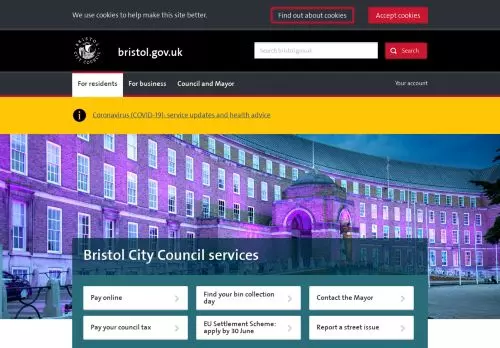 We use cookies to help make this site better.
Find out about cookies
Accept cookies
BRISTOL
CITY COUNCIL
bristol.gov.uk
Search bristol.gov.uk
Search
For residents
For business
Council and Mayor
Your account
Coronavirus (COVID-19): service updates and health advice
Bristol City Council services
Pay online
Find your bin collection
day
Contact the Mayor
Pay your council tax
EU Settlement Scheme:
apply by 30 June
Report a street issue